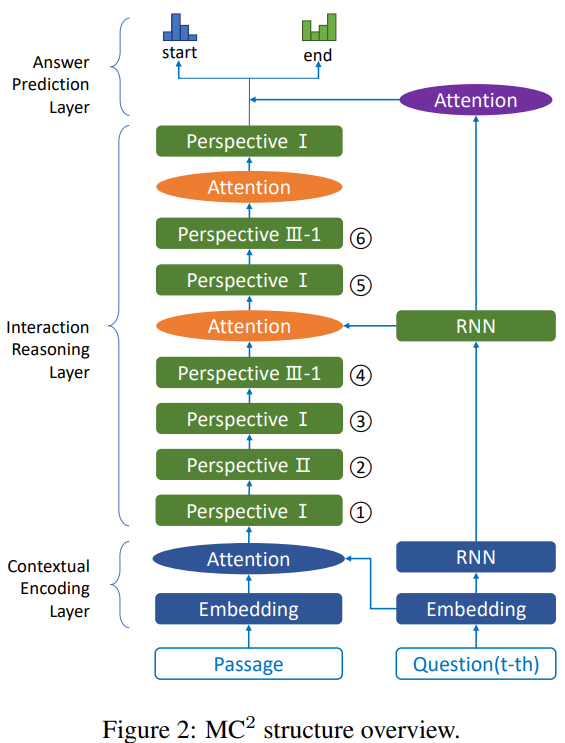 Answer
Prediction
Layer
start
end
Attention
Perspective Ⅰ
Attention
Perspective Ⅲ-1 ⑥
Perspective Ⅰ ⑤
Interaction
Reasoning
Layer
Attention
RNN
Perspective Ⅲ-1 ④
Perspective Ⅰ ③
Perspective Ⅱ ②
Perspective Ⅰ ①
Contextual
Encoding
Layer
Attention
RNN
Embedding
Embedding
Passage
Question(t-th)
Figure 2: MC² structure overview.